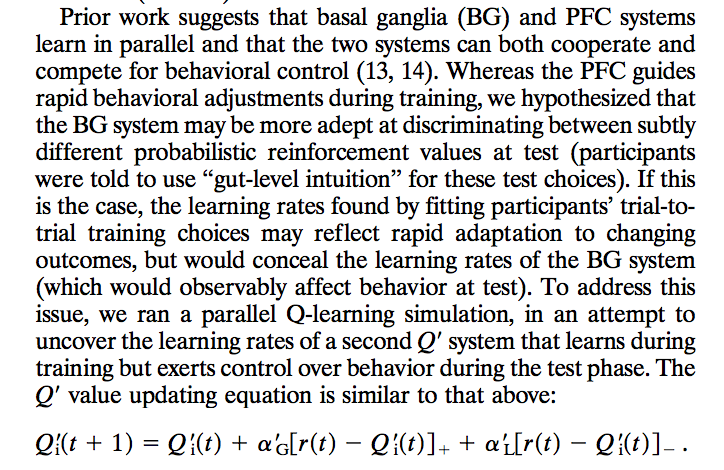 Prior work suggests that basal ganglia (BG) and PFC systems
learn in parallel and that the two systems can both cooperate and
compete for behavioral control (13, 14). Whereas the PFC guides
rapid behavioral adjustments during training, we hypothesized that
the BG system may be more adept at discriminating between subtly
different probabilistic reinforcement values at test (participants
were told to use “gut-level intuition” for these test choices). If this
is the case, the learning rates found by fitting participants’ trial-to-
trial training choices may reflect rapid adaptation to changing
outcomes, but would conceal the learning rates of the BG system
(which would observably affect behavior at test). To address this
issue, we ran a parallel Q-learning simulation, in an attempt to
uncover the learning rates of a second Q′ system that learns during
training but exerts control over behavior during the test phase. The
Q′ value updating equation is similar to that above:
Q′i(t + 1) = Q′i(t) + α′G[r(t) − Q′i(t)]+ + α′L[r(t) − Q′i(t)]− .